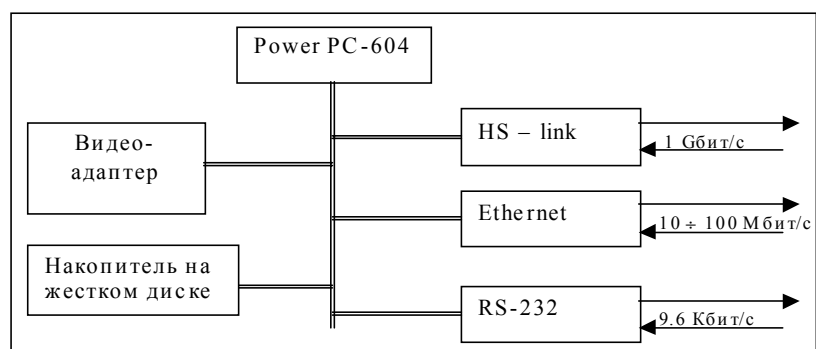 Power PC-604
Видео-
адаптер
Накопитель на
жестком диске
HS – link
1 Gбит/с
Ethernet
10 ÷ 100 Мбит/с
RS-232
9.6 Кбит/с